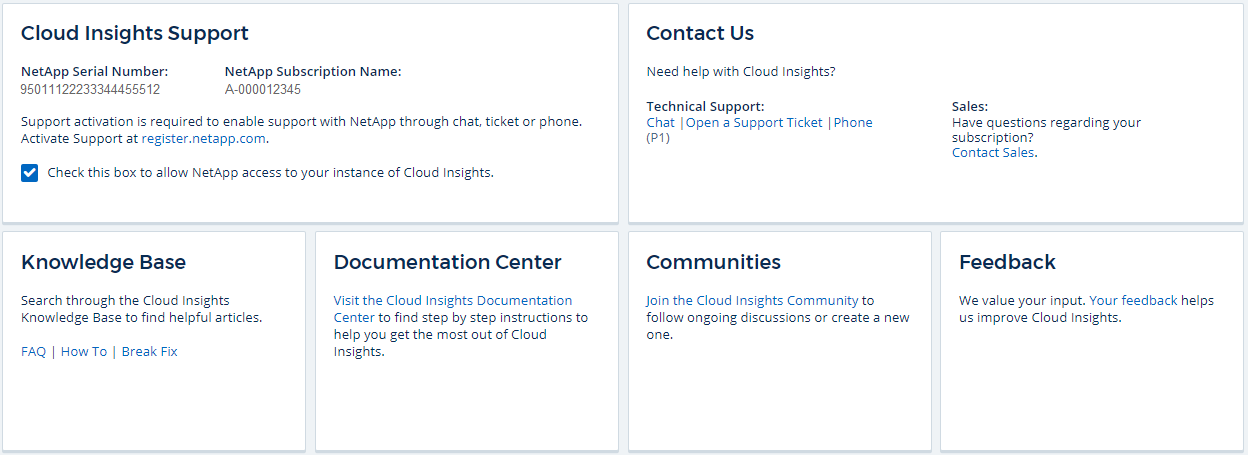 Cloud Insights Support
NetApp Serial Number:
95011122233344455512
NetApp Subscription Name:
A-000012345
Support activation is required to enable support with NetApp through chat, ticket or phone.
Activate Support at register.netapp.com.
Check this box to allow NetApp access to your instance of Cloud Insights.
Contact Us
Need help with Cloud Insights?
Technical Support:
Chat |Open a Support Ticket |Phone
(P1)
Sales:
Have questions regarding your
subscription?
Contact Sales.
Knowledge Base
Search through the Cloud Insights
Knowledge Base to find helpful articles.
FAQ | How To | Break Fix
Documentation Center
Visit the Cloud Insights Documentation
Center to find step by step instructions to
help you get the most out of Cloud
Insights.
Communities
Join the Cloud Insights Community to
follow ongoing discussions or create a new
one.
Feedback
We value your input. Your feedback helps
us improve Cloud Insights.